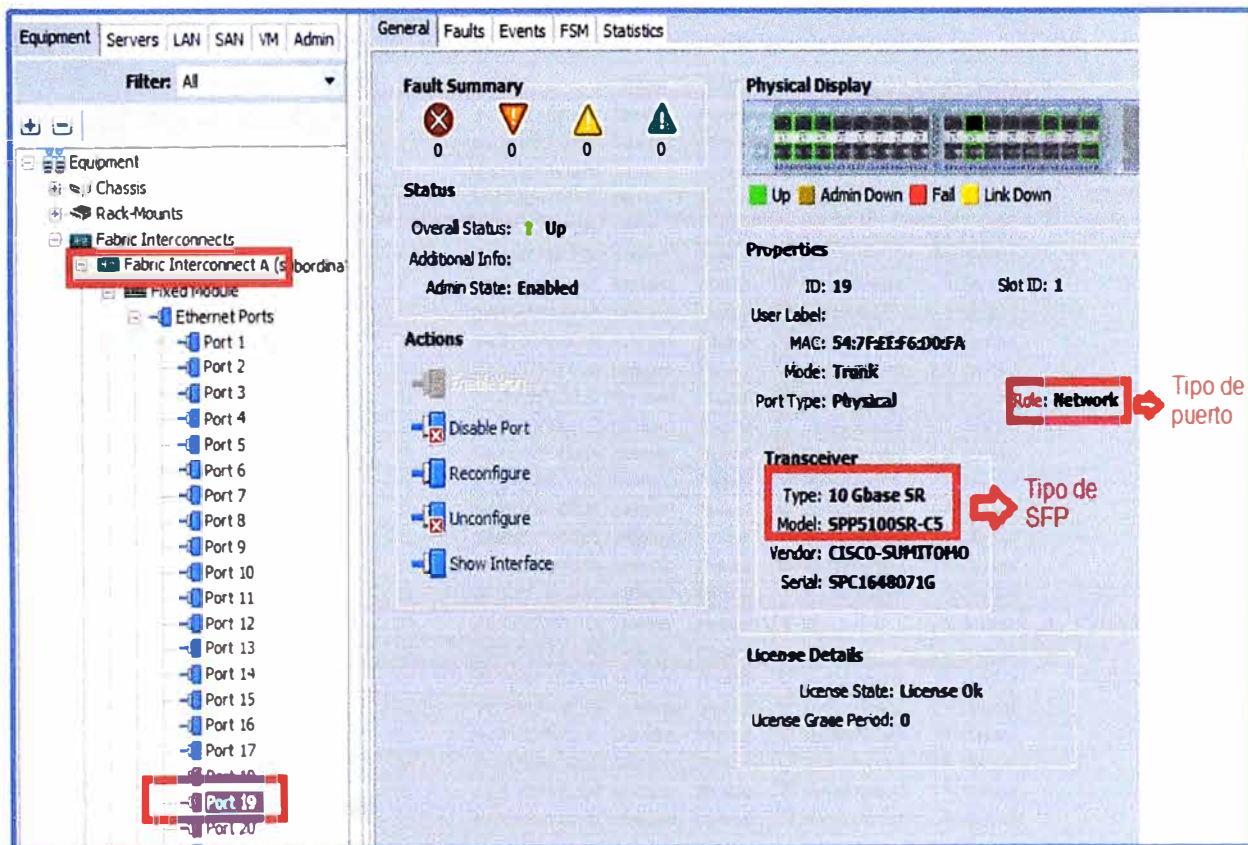 Equipment Servers LAN SAN VM Admin
Filter: All
Equipment
Chassis
Rack-Mounts
Fabric Interconnects
Fabric Interconnect A (subordina
Fixed Module
Ethernet Ports
Port 1
Port 2
Port 3
Port 4
Port 5
Port 6
Port 7
Port 8
Port 9
Port 10
Port 11
Port 12
Port 13
Port 14
Port 15
Port 16
Port 17
Port 18
Port 19
Port 20
General Faults Events FSM Statistics
Fault Summary
0 0 0 0
Status
Overall Status: Up
Additional Info:
Admin State: Enabled
Actions
Enable Port
Disable Port
Reconfigure
Unconfigure
Show Interface
Physical Display
Up Admin Down Fail Link Down
Properties
ID: 19 Slot ID: 1
User Label:
MAC: 54:7F:EE:F6:D0:FA
Mode: Trunk
Port Type: Physical Role: Network
Tipo de
puerto
Transceiver
Type: 10 Gbase SR
Model: SPP5100SR-C5
Vendor: CISCO-SUMITOMO
Serial: SPC1648071G
Tipo de
SFP
License Details
License State: License Ok
License Grace Period: 0